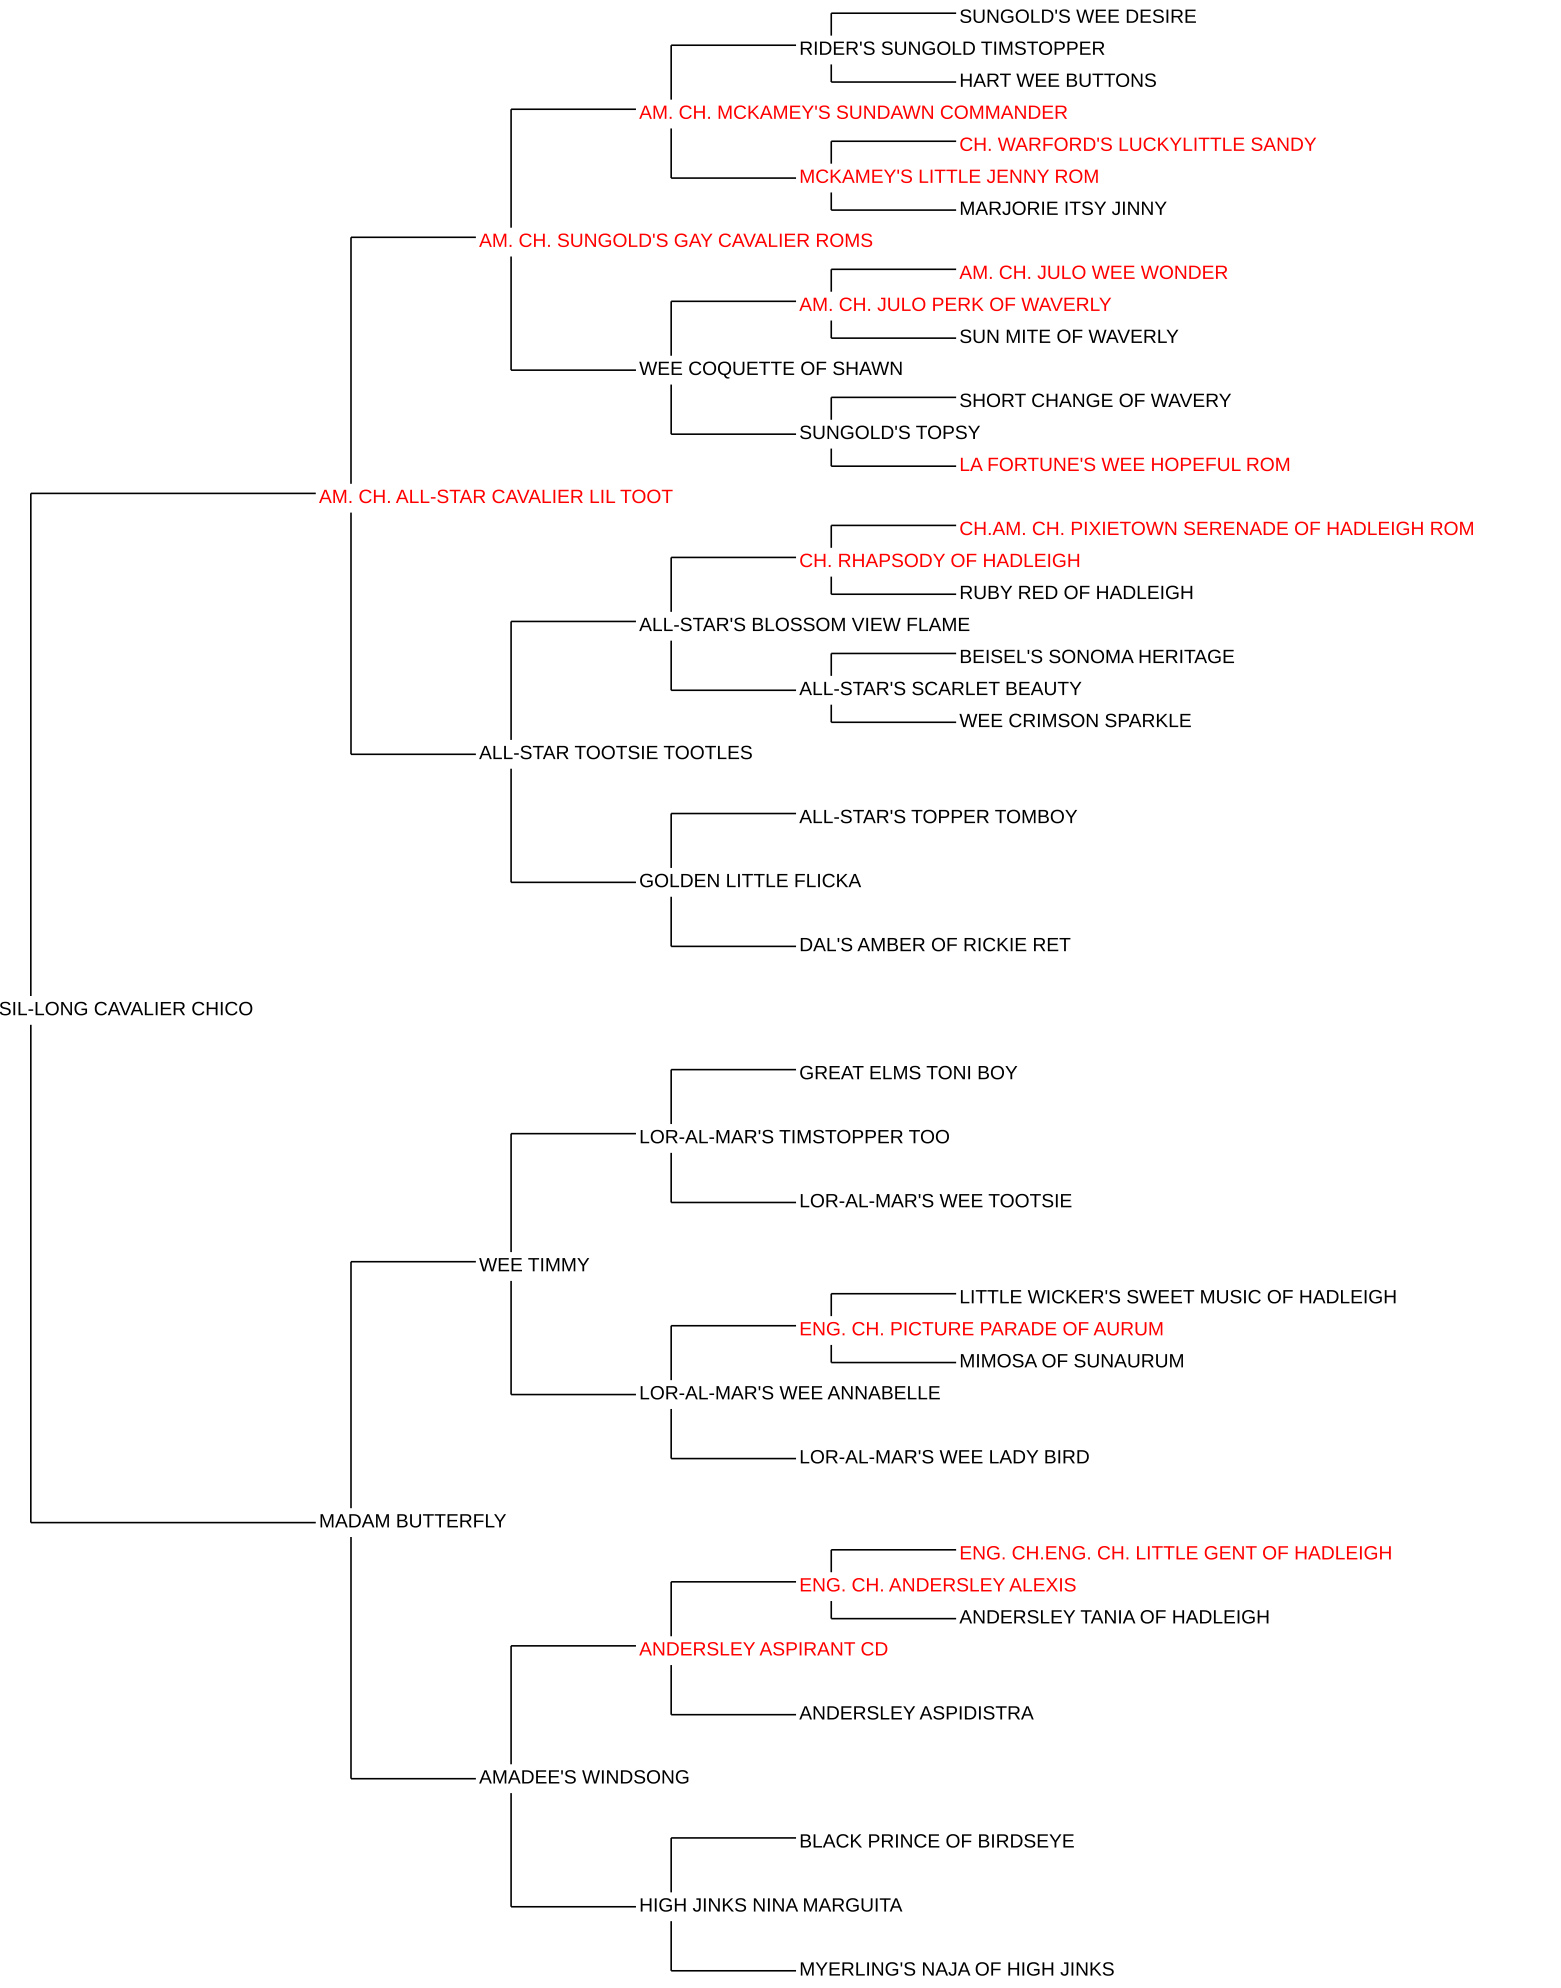 SUNGOLD'S WEE DESIRE
RIDER'S SUNGOLD TIMSTOPPER
HART WEE BUTTONS
AM. CH. MCKAMEY'S SUNDAWN COMMANDER
CH. WARFORD'S LUCKYLITTLE SANDY
MCKAMEY'S LITTLE JENNY ROM
MARJORIE ITSY JINNY
AM. CH. SUNGOLD'S GAY CAVALIER ROMS
AM. CH. JULO WEE WONDER
AM. CH. JULO PERK OF WAVERLY
SUN MITE OF WAVERLY
WEE COQUETTE OF SHAWN
SHORT CHANGE OF WAVERY
SUNGOLD'S TOPSY
LA FORTUNE'S WEE HOPEFUL ROM
AM. CH. ALL-STAR CAVALIER LIL TOOT
CH.AM. CH. PIXIETOWN SERENADE OF HADLEIGH ROM
CH. RHAPSODY OF HADLEIGH
RUBY RED OF HADLEIGH
ALL-STAR'S BLOSSOM VIEW FLAME
BEISEL'S SONOMA HERITAGE
ALL-STAR'S SCARLET BEAUTY
WEE CRIMSON SPARKLE
ALL-STAR TOOTSIE TOOTLES
ALL-STAR'S TOPPER TOMBOY
GOLDEN LITTLE FLICKA
DAL'S AMBER OF RICKIE RET
SIL-LONG CAVALIER CHICO
GREAT ELMS TONI BOY
LOR-AL-MAR'S TIMSTOPPER TOO
LOR-AL-MAR'S WEE TOOTSIE
WEE TIMMY
LITTLE WICKER'S SWEET MUSIC OF HADLEIGH
ENG. CH. PICTURE PARADE OF AURUM
MIMOSA OF SUNAURUM
LOR-AL-MAR'S WEE ANNABELLE
LOR-AL-MAR'S WEE LADY BIRD
MADAM BUTTERFLY
ENG. CH.ENG. CH. LITTLE GENT OF HADLEIGH
ENG. CH. ANDERSLEY ALEXIS
ANDERSLEY TANIA OF HADLEIGH
ANDERSLEY ASPIRANT CD
ANDERSLEY ASPIDISTRA
AMADEE'S WINDSONG
BLACK PRINCE OF BIRDSEYE
HIGH JINKS NINA MARGUITA
MYERLING'S NAJA OF HIGH JINKS